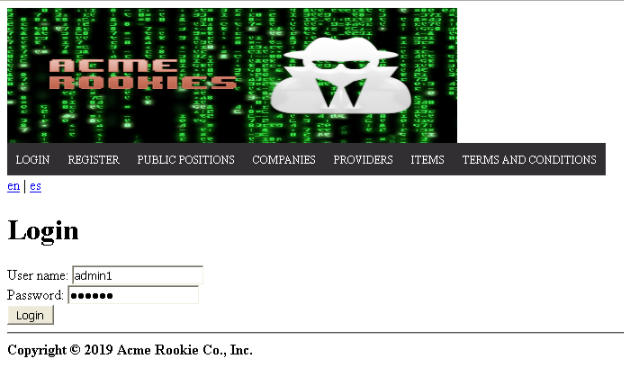 ACME
ROOKIES
LOGIN REGISTER PUBLIC POSITIONS COMPANIES PROVIDERS ITEMS TERMS AND CONDITIONS
en | es
Login
User name: admin1
Password: ●●●●●●
Login
Copyright © 2019 Acme Rookie Co., Inc.